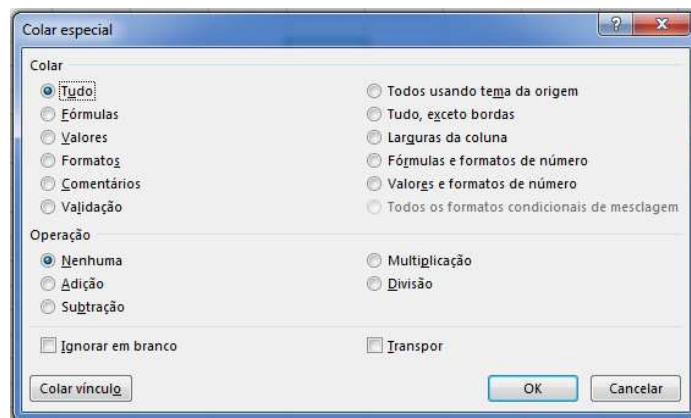 Colar especial
Colar
Tudo
Todos usando tema da origem
Fórmulas
Tudo, exceto bordas
Valores
Larguras da coluna
Formatos
Fórmulas e formatos de número
Comentários
Valores e formatos de número
Validação
Todos os formatos condicionais de mesclagem
Operação
Nenhuma
Multiplicação
Adição
Divisão
Subtração
Ignorar em branco
Transpor
Colar vínculo
OK
Cancelar